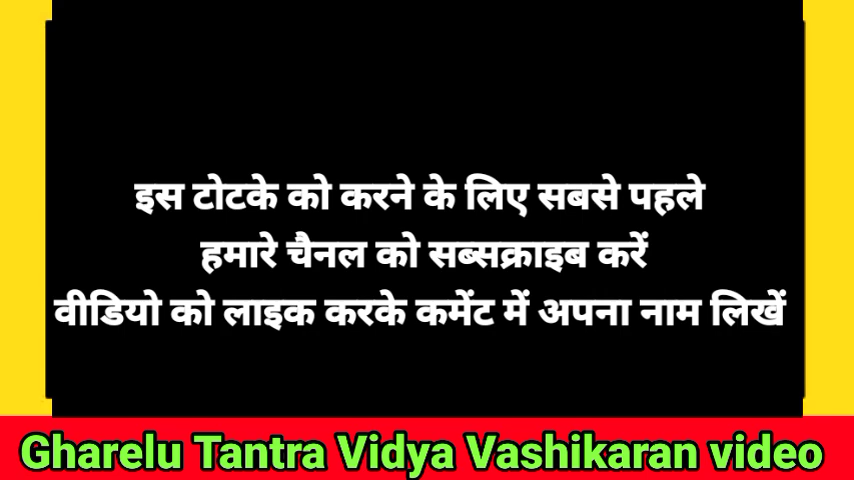 इस टोटके को करने के लिए सबसे पहले
हमारे चैनल को सब्सक्राइब करें
वीडियो को लाइक करके कमेंट में अपना नाम लिखें
Gharelu Tantra Vidya Vashikaran video